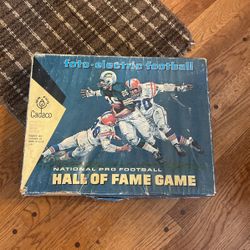 foto-electric football
Cadaco
NATIONAL PRO FOOTBALL
HALL OF FAME GAME